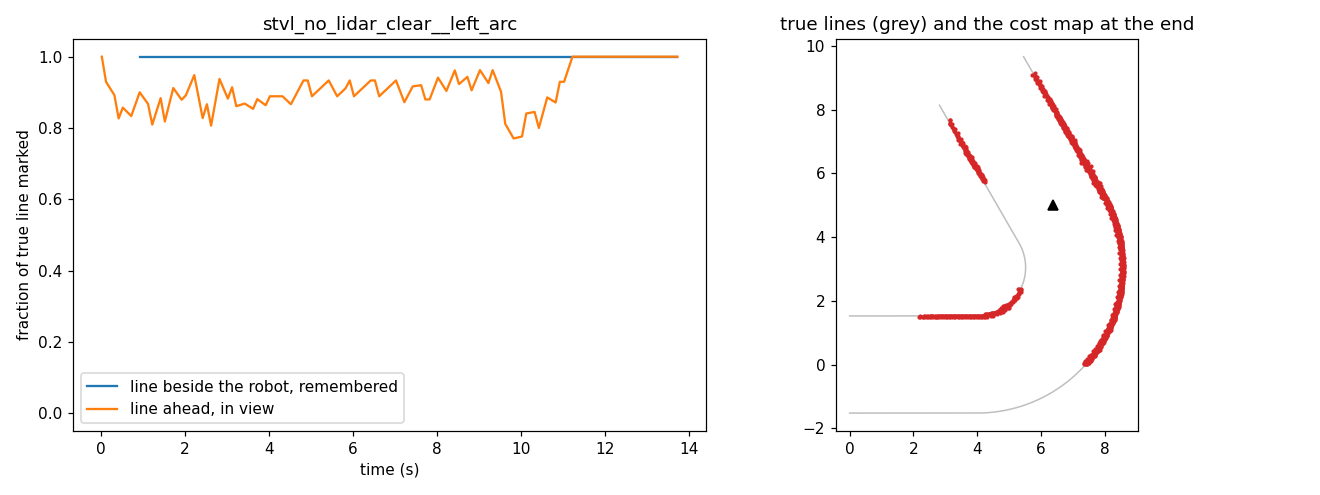 stvl_no_lidar_clear__left_arc
fraction of true line marked
1.0
0.8
0.6
0.4
0.2
0.0
line beside the robot, remembered
line ahead, in view
0 2 4 6 8 10 12 14
time (s)
true lines (grey) and the cost map at the end
10
8
6
4
2
0
−2
0 2 4 6 8